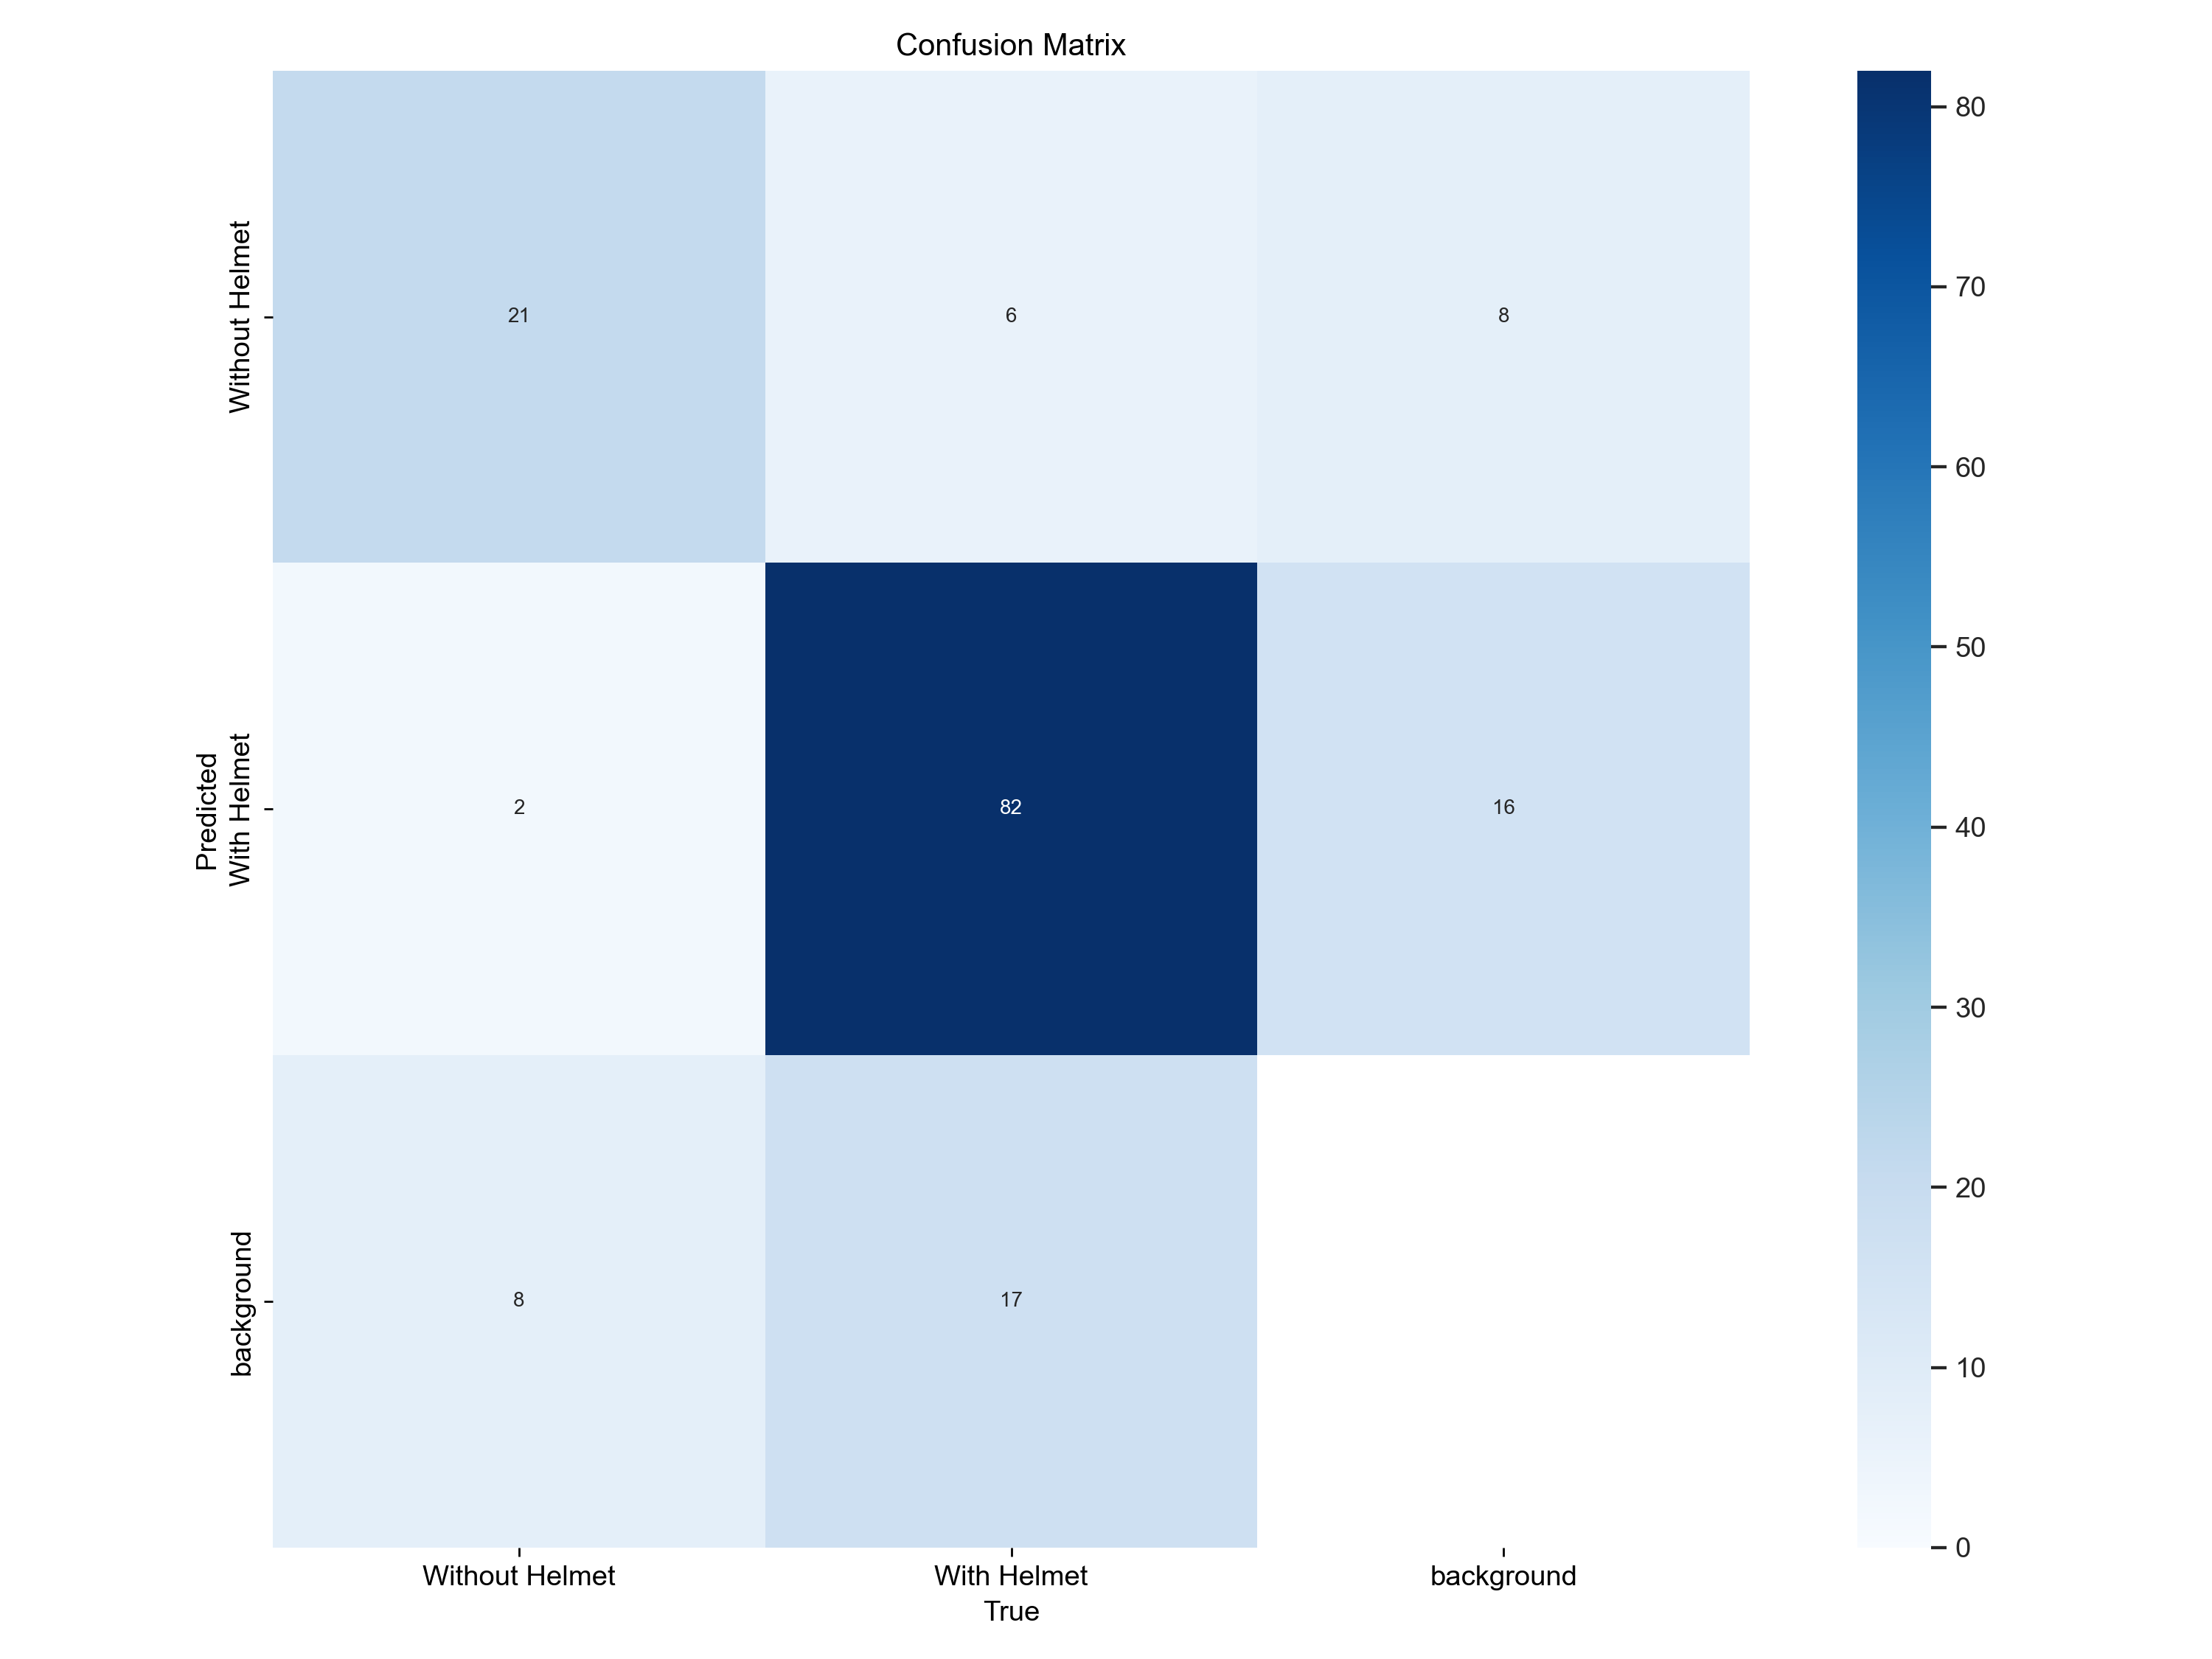 Confusion Matrix
Without Helmet
21
6
8
80
70
60
50
40
30
20
10
0
Predicted
With Helmet
2
82
16
background
8
17
Without Helmet
With Helmet
background
True